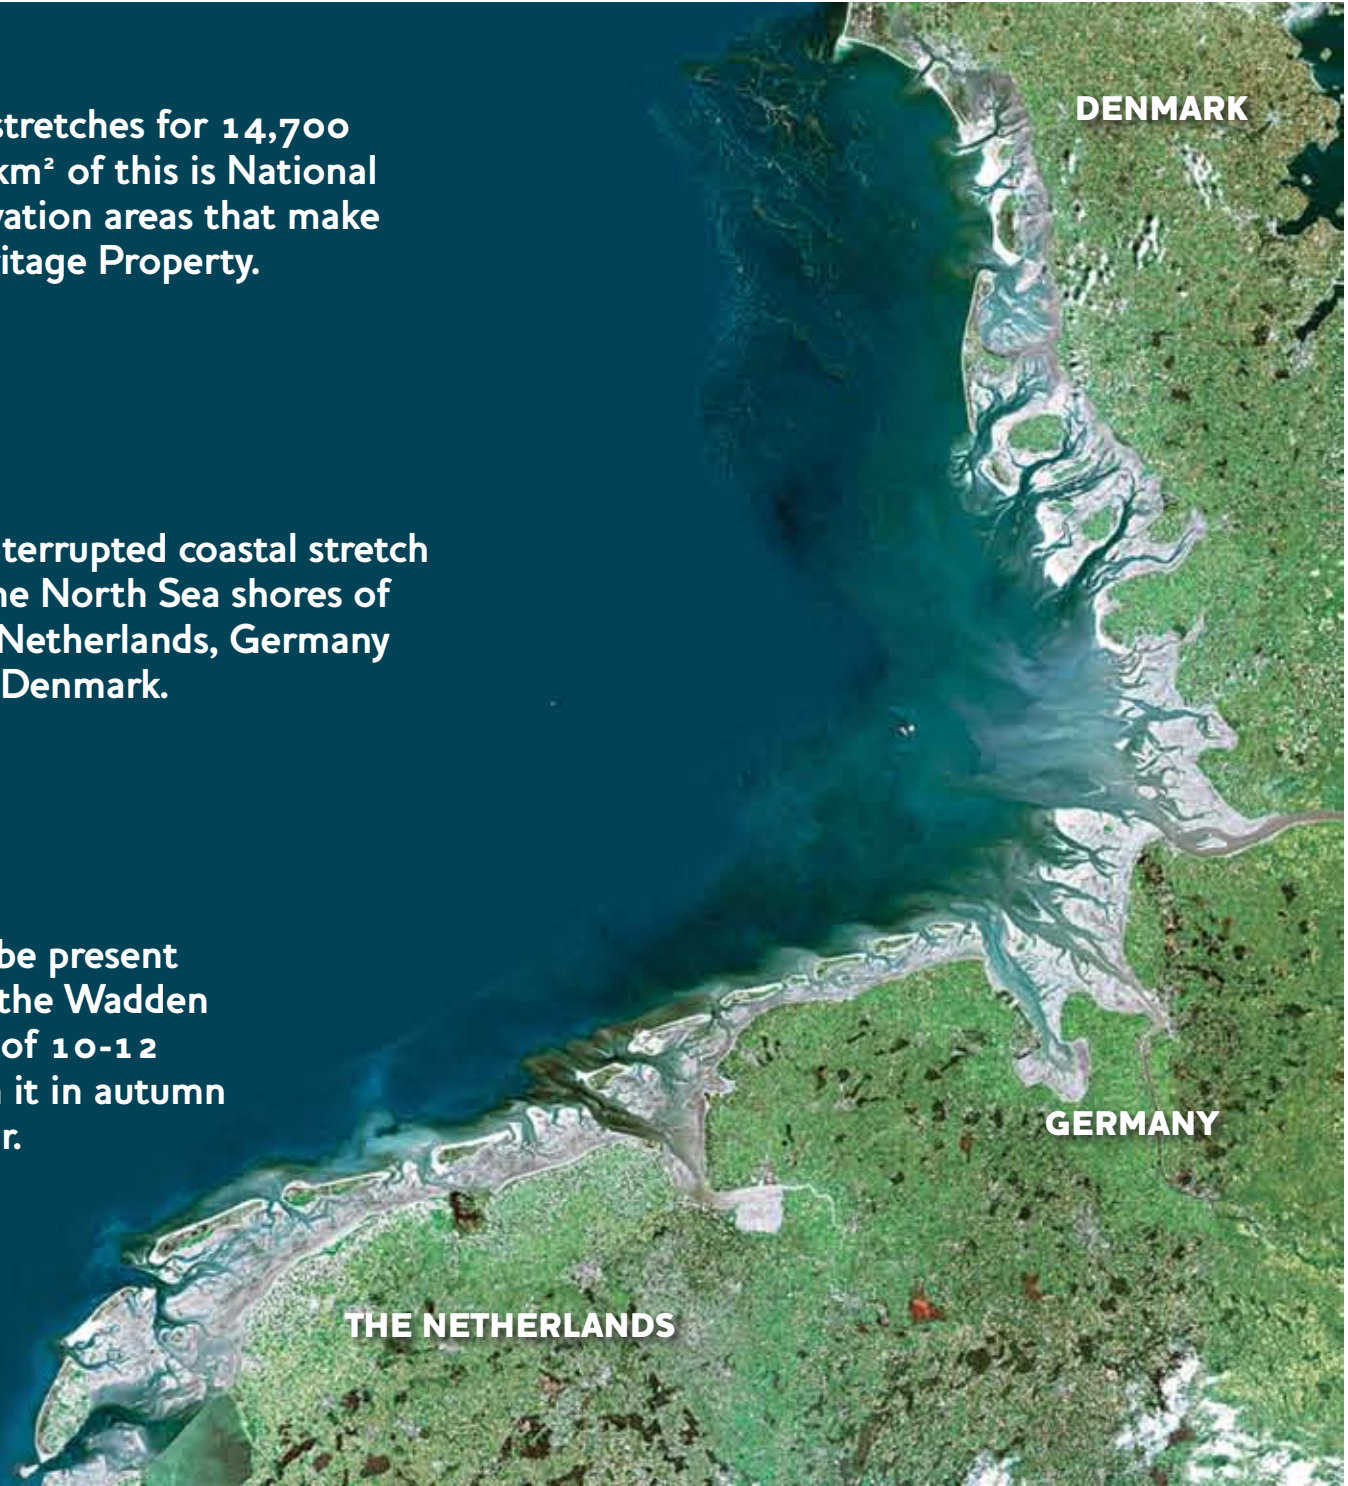 stretches for 14,700
km² of this is National
vation areas that make
itage Property.
terrupted coastal stretch
he North Sea shores of
Netherlands, Germany
Denmark.
be present
the Wadden
of 10-12
it in autumn
r.
DENMARK
GERMANY
THE NETHERLANDS